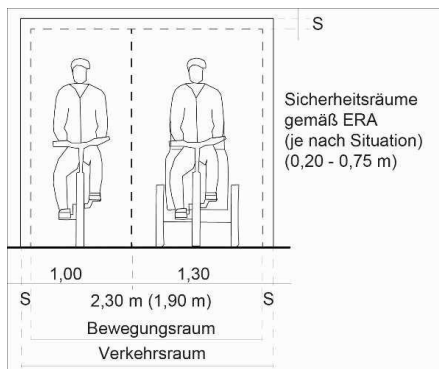 S
Sicherheitsräume
gemäß ERA
(je nach Situation)
(0,20 - 0,75 m)
1,00 1,30
S 2,30 m (1,90 m) S
Bewegungsraum
Verkehrsraum